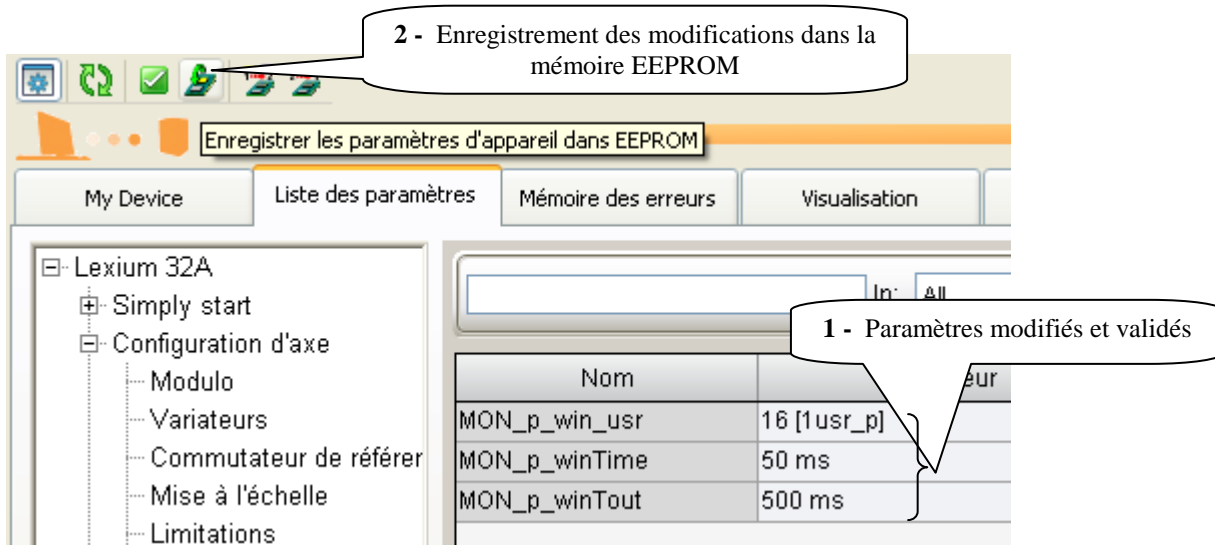 2 - Enregistrement des modifications dans la
mémoire EEPROM
Enregistrer les paramètres d'appareil dans EEPROM
My Device
Liste des paramètres
Mémoire des erreurs
Visualisation
Lexium 32A
Simply start
Configuration d'axe
Modulo
Variateurs
Commutateur de référer
Mise à l'échelle
Limitations
In: All
1 - Paramètres modifiés et validés
Nom
eur
MON_p_win_usr
16 [1usr_p]
MON_p_winTime
50 ms
MON_p_winTout
500 ms